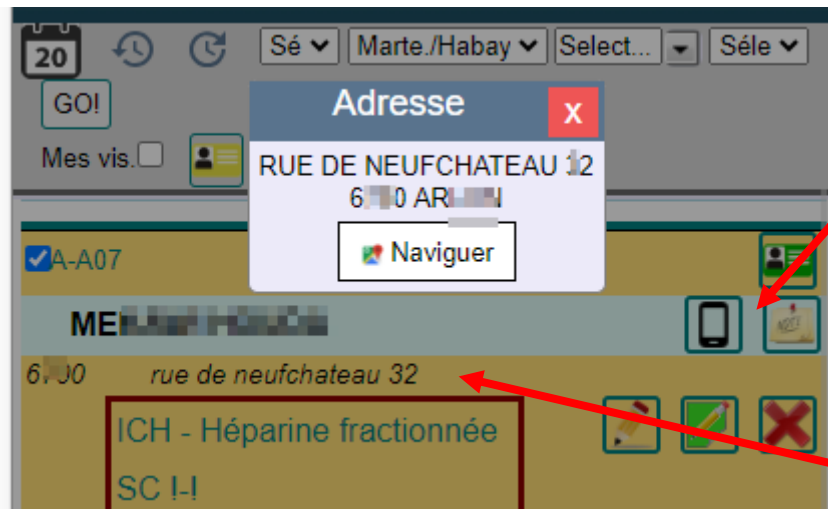 20 Sé Marte./Habay Select... Séle
GO!
Adresse X
Mes vis.
RUE DE NEUFCHATEAU
Naviguer
A-A07
NOTE
rue de neufchateau 32
ICH - Héparine fractionnée
SC !-!